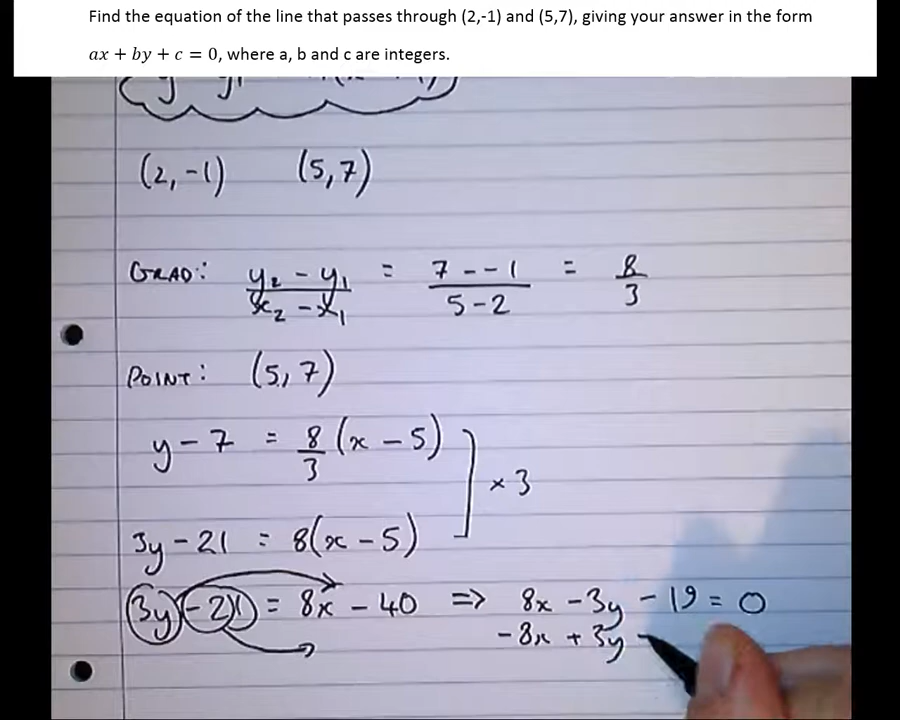 Find the equation of the line that passes through (2,-1) and (5,7), giving your answer in the form
ax + by + c = 0, where a, b and c are integers.
(2, -1) (5, 7)
GRAD: y₂ - y₁ / x₂ - x₁ = 7 - - 1 / 5 - 2 = 8/3
POINT: (5, 7)
y - 7 = 8/3 (x - 5)
× 3
3y - 21 = 8(x - 5)
3y - 21 = 8x - 40 => 8x - 3y - 19 = 0
-8x + 3y